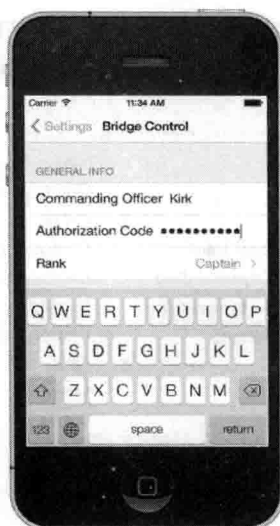 Carrier 11:34 AM
Settings Bridge Control
GENERAL INFO
Commanding Officer Kirk
Authorization Code ••••••••••
Rank Captain
Q W E R T Y U I O P
A S D F G H J K L
Z X C V B N M
123 space return